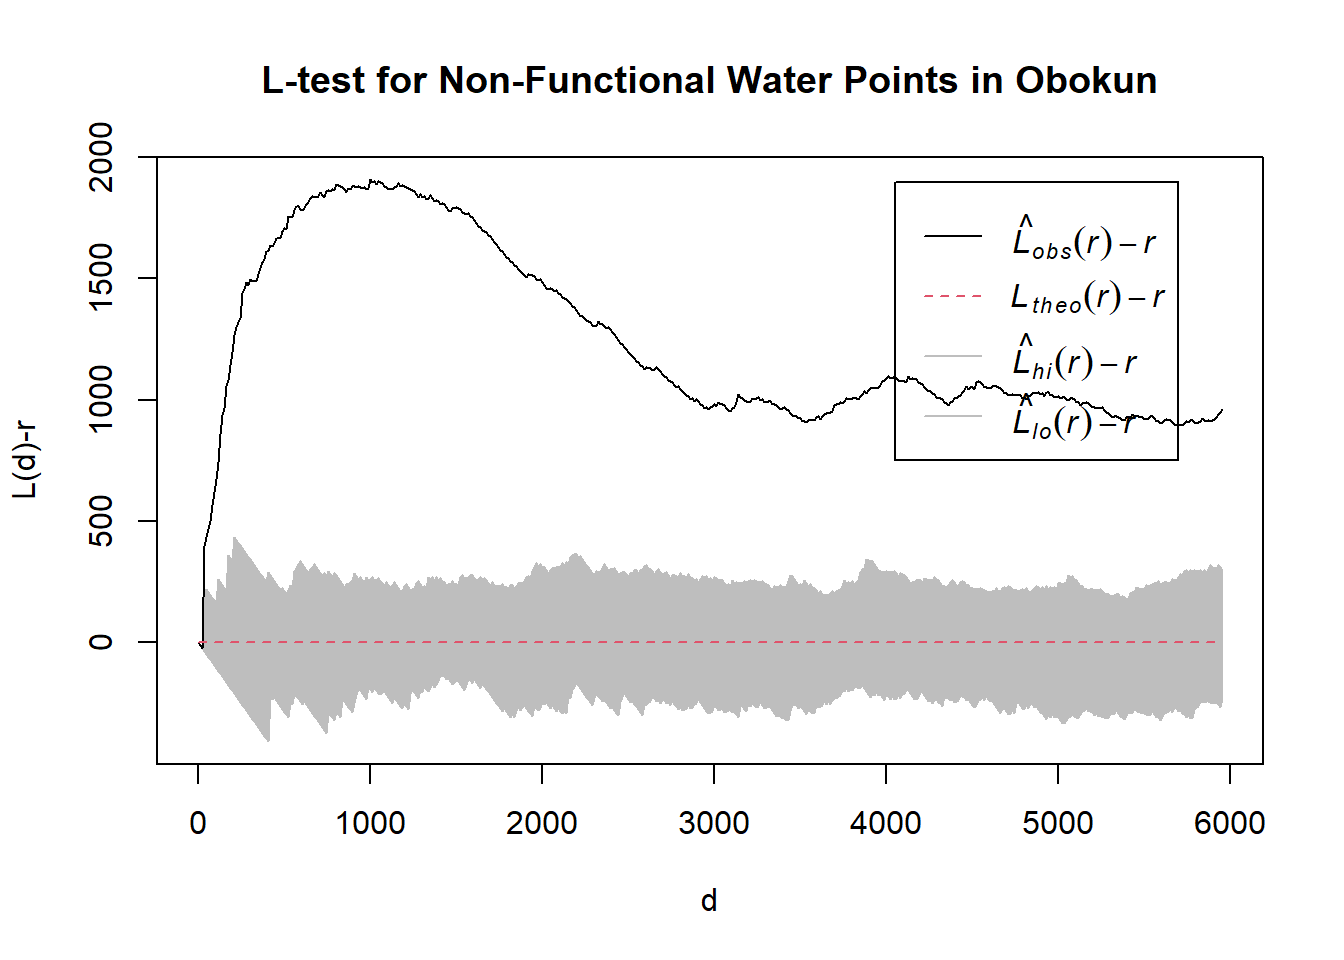 L-test for Non-Functional Water Points in Obokun
L(d)-r
2000
1500
1000
500
0
L̂obs(r) – r
Ltheo(r) – r
L̂hi(r) – r
L̂lo(r) – r
0 1000 2000 3000 4000 5000 6000
d